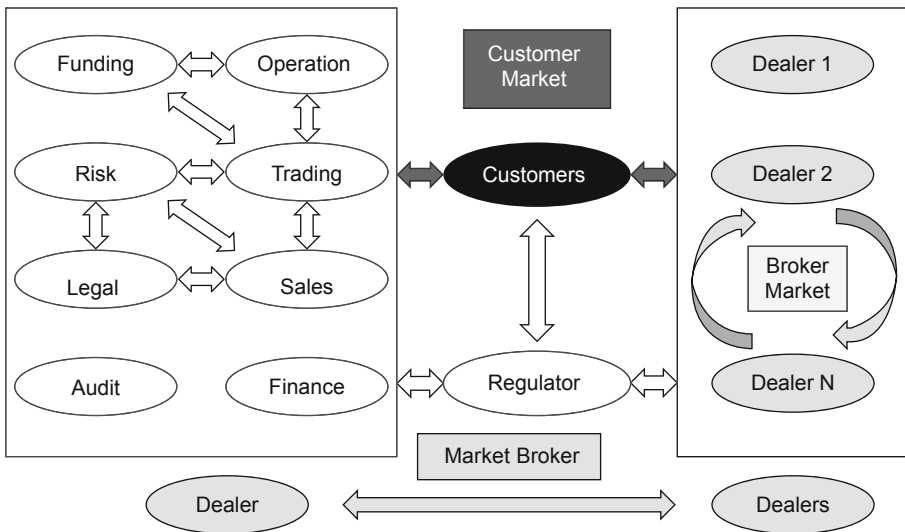 Funding
Operation
Customer
Market
Dealer 1
Risk
Trading
Customers
Dealer 2
Legal
Sales
Broker
Market
Audit
Finance
Regulator
Dealer N
Market Broker
Dealer
Dealers